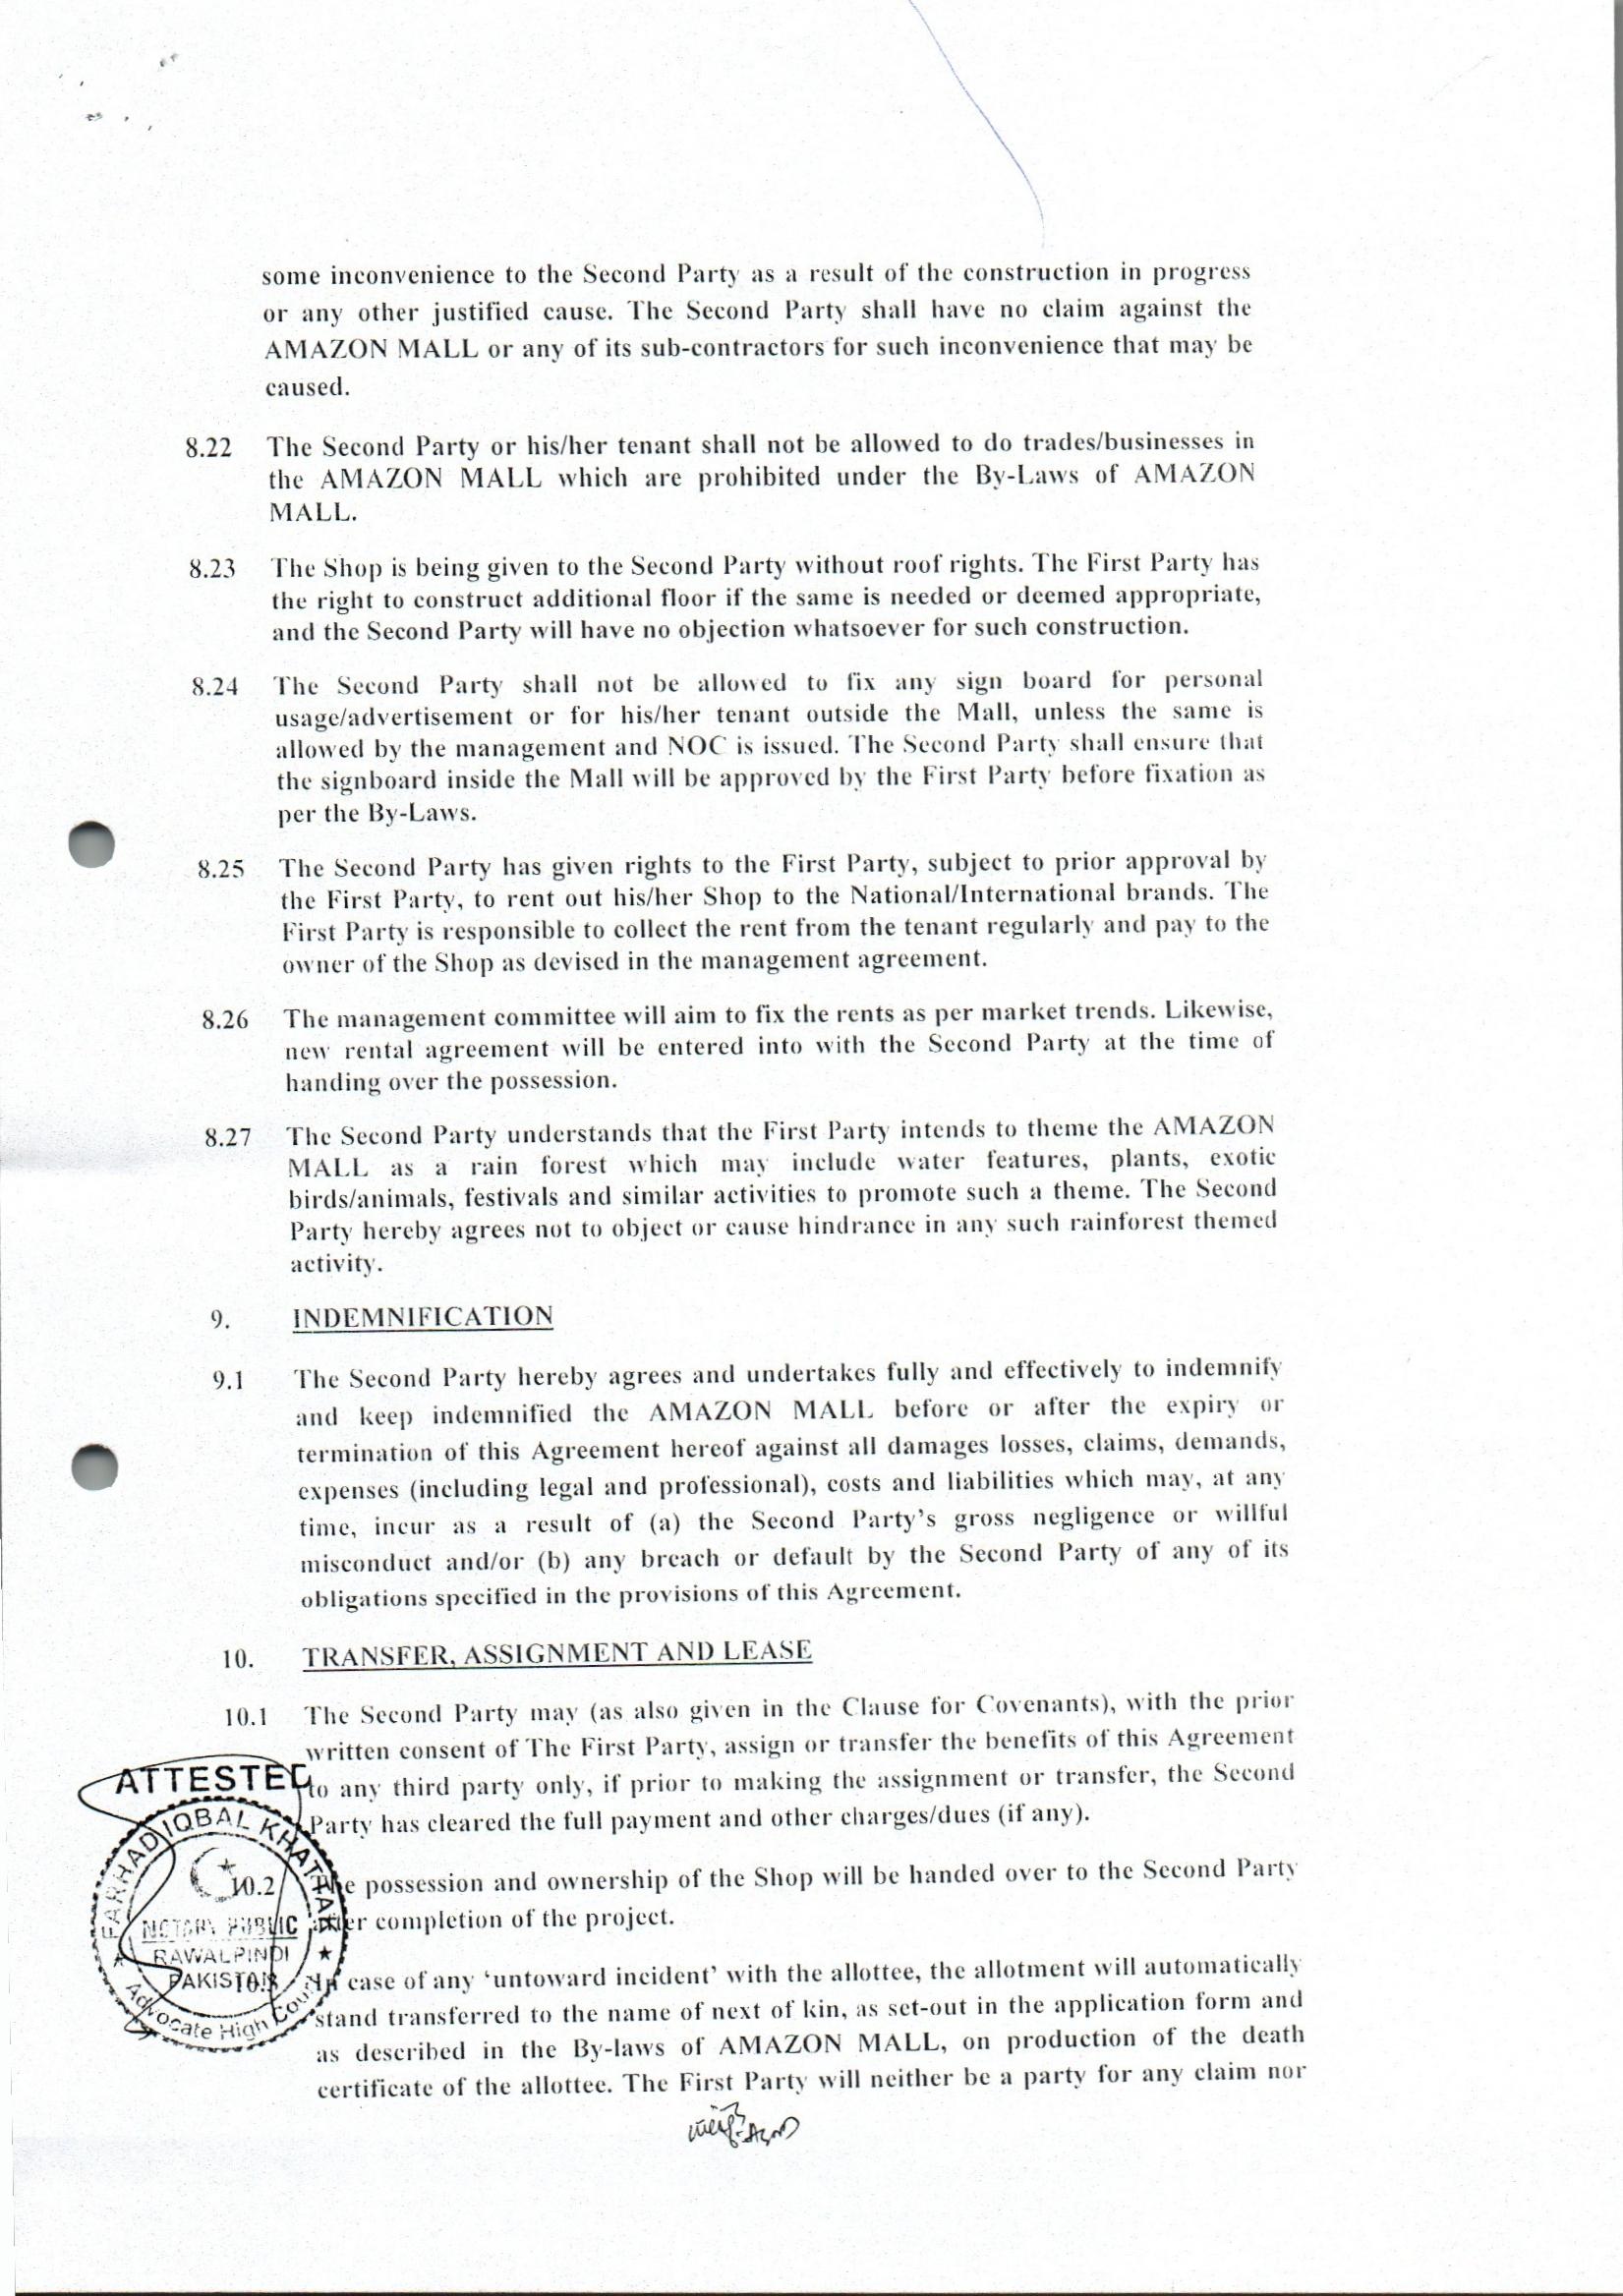 some inconvenience to the Second Party as a result of the construction in progress
or any other justified cause. The Second Party shall have no claim against the
AMAZON MALL or any of its sub-contractors for such inconvenience that may be
caused.
8.22 The Second Party or his/her tenant shall not be allowed to do trades/businesses in
the AMAZON MALL which are prohibited under the By-Laws of AMAZON
MALL.
8.23 The Shop is being given to the Second Party without roof rights. The First Party has
the right to construct additional floor if the same is needed or deemed appropriate,
and the Second Party will have no objection whatsoever for such construction.
8.24 The Second Party shall not be allowed to fix any sign board for personal
usage/advertisement or for his/her tenant outside the Mall, unless the same is
allowed by the management and NOC is issued. The Second Party shall ensure that
the signboard inside the Mall will be approved by the First Party before fixation as
per the By-Laws.
8.25 The Second Party has given rights to the First Party, subject to prior approval by
the First Party, to rent out his/her Shop to the National/International brands. The
First Party is responsible to collect the rent from the tenant regularly and pay to the
owner of the Shop as devised in the management agreement.
8.26 The management committee will aim to fix the rents as per market trends. Likewise,
new rental agreement will be entered into with the Second Party at the time of
handing over the possession.
8.27 The Second Party understands that the First Party intends to theme the AMAZON
MALL as a rain forest which may include water features, plants, exotic
birds/animals, festivals and similar activities to promote such a theme. The Second
Party hereby agrees not to object or cause hindrance in any such rainforest themed
activity.
9. INDEMNIFICATION
9.1 The Second Party hereby agrees and undertakes fully and effectively to indemnify
and keep indemnified the AMAZON MALL before or after the expiry or
termination of this Agreement hereof against all damages losses, claims, demands,
expenses (including legal and professional), costs and liabilities which may, at any
time, incur as a result of (a) the Second Party's gross negligence or willful
misconduct and/or (b) any breach or default by the Second Party of any of its
obligations specified in the provisions of this Agreement.
10. TRANSFER, ASSIGNMENT AND LEASE
10.1 The Second Party may (as also given in the Clause for Covenants), with the prior
written consent of The First Party, assign or transfer the benefits of this Agreement
to any third party only, if prior to making the assignment or transfer, the Second
Party has cleared the full payment and other charges/dues (if any).
10.2 The possession and ownership of the Shop will be handed over to the Second Party
after completion of the project.
10.3 In case of any 'untoward incident' with the allottee, the allotment will automatically
stand transferred to the name of next of kin, as set-out in the application form and
as described in the By-laws of AMAZON MALL, on production of the death
certificate of the allottee. The First Party will neither be a party for any claim nor
ATTESTED
FARHAD IQBAL KHATTAK
NOTARY PUBLIC
RAWALPINDI
PAKISTAN
Advocate High Court